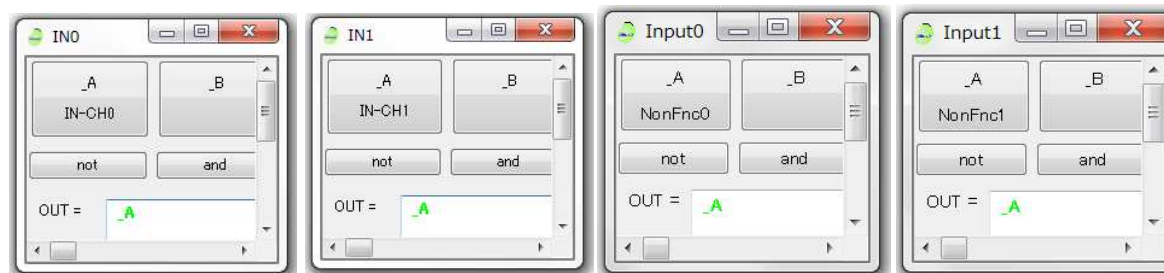 IN0
_A
IN-CH0
_B
not
and
OUT =
_A
IN1
_A
IN-CH1
_B
not
and
OUT =
_A
Input0
_A
NonFnc0
_B
not
and
OUT =
_A
Input1
_A
NonFnc1
_B
not
and
OUT =
_A